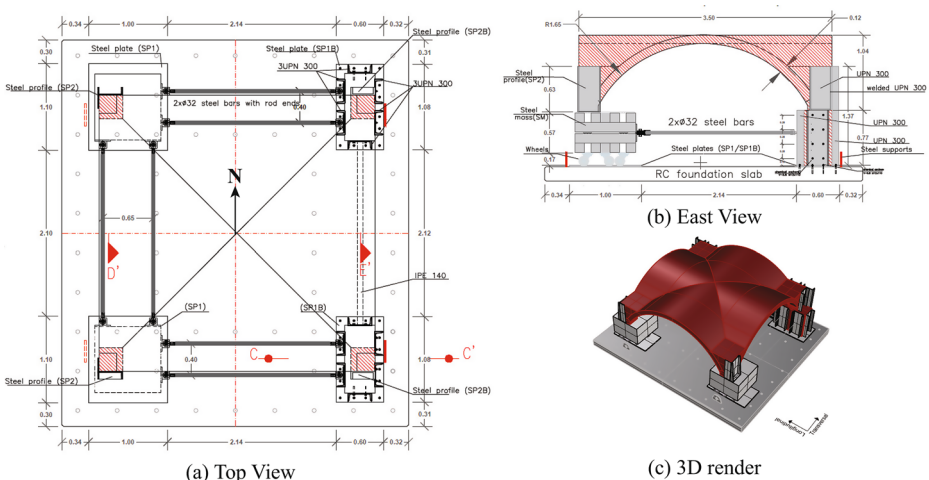 0.34
1.00
2.14
0.60
0.32
0.30
1.10
2.10
1.10
0.30
0.31
1.08
2.12
1.08
0.31
Steel plate (SP1)
Steel plate (SP1B)
Steel profile (SP2B)
3UPN 300
3UPN 300
Steel profile (SP2)
2xø32 steel bars with rod ends
0.40
N
0.65
D'
E'
IPE 140
(SP1)
(SP1B)
0.40
C
C'
Steel profile (SP2)
Steel profile (SP2B)
0.34
1.00
2.14
0.60
0.32
(a) Top View
3.50
0.12
R1.65
1.04
Steel
profile(SP2)
0.63
UPN 300
welded UPN 300
Steel
mass(SM)
2xø32 steel bars
UPN 300
1.37
0.57
UPN 300
0.77
Wheels
Steel plates (SP1/SP1B)
Steel supports
0.17
RC foundation slab
0.34
1.00
2.14
0.60
0.32
(b) East View
Longitudinal
Transversal
(c) 3D render